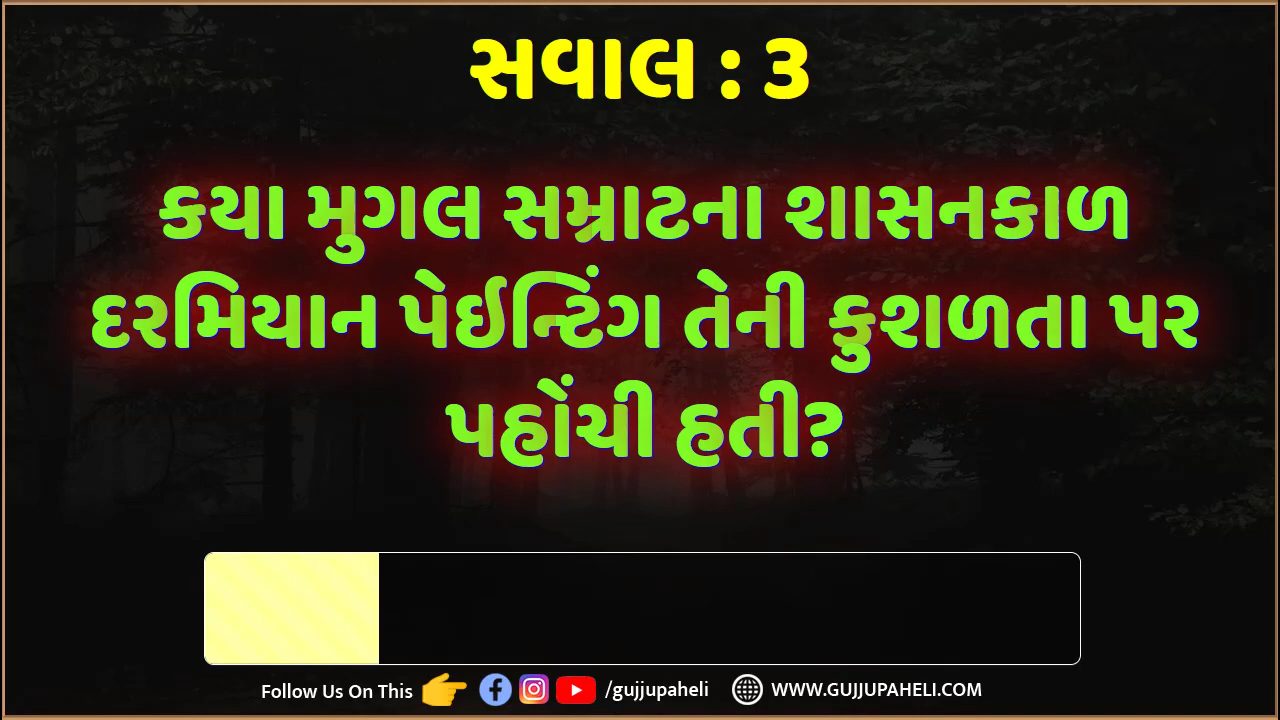 સવાલ : 3
કયા મુગલ સમ્રાટના શાસનકાળ
દરમિયાન પેઇન્ટિંગ તેની કુશળતા પર
પહોંચી હતી?
Follow Us On This /gujjupaheli WWW.GUJJUPAHELI.COM